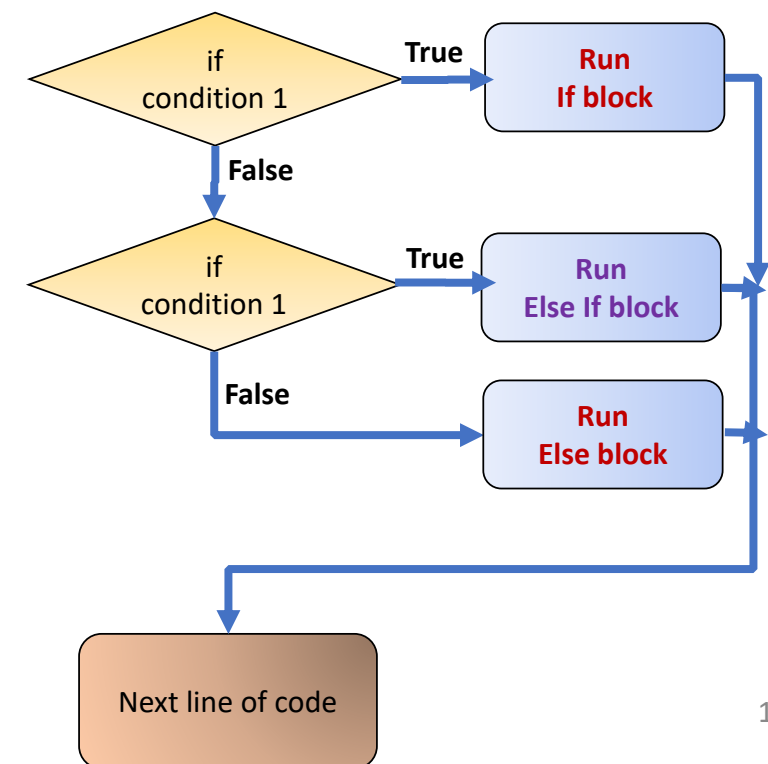 if
condition 1
True
Run
If block
False
if
condition 1
True
Run
Else If block
False
Run
Else block
Next line of code
1